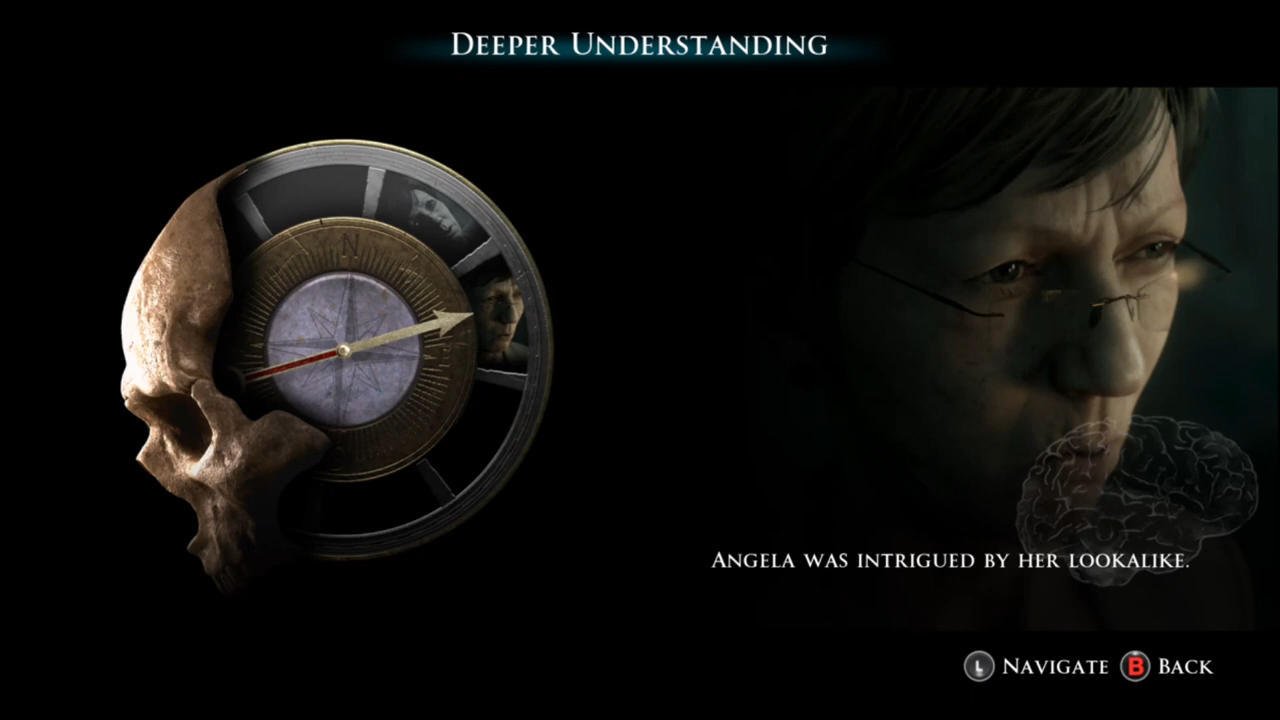 Deeper Understanding
N
Angela was intrigued by her lookalike.
L Navigate B Back